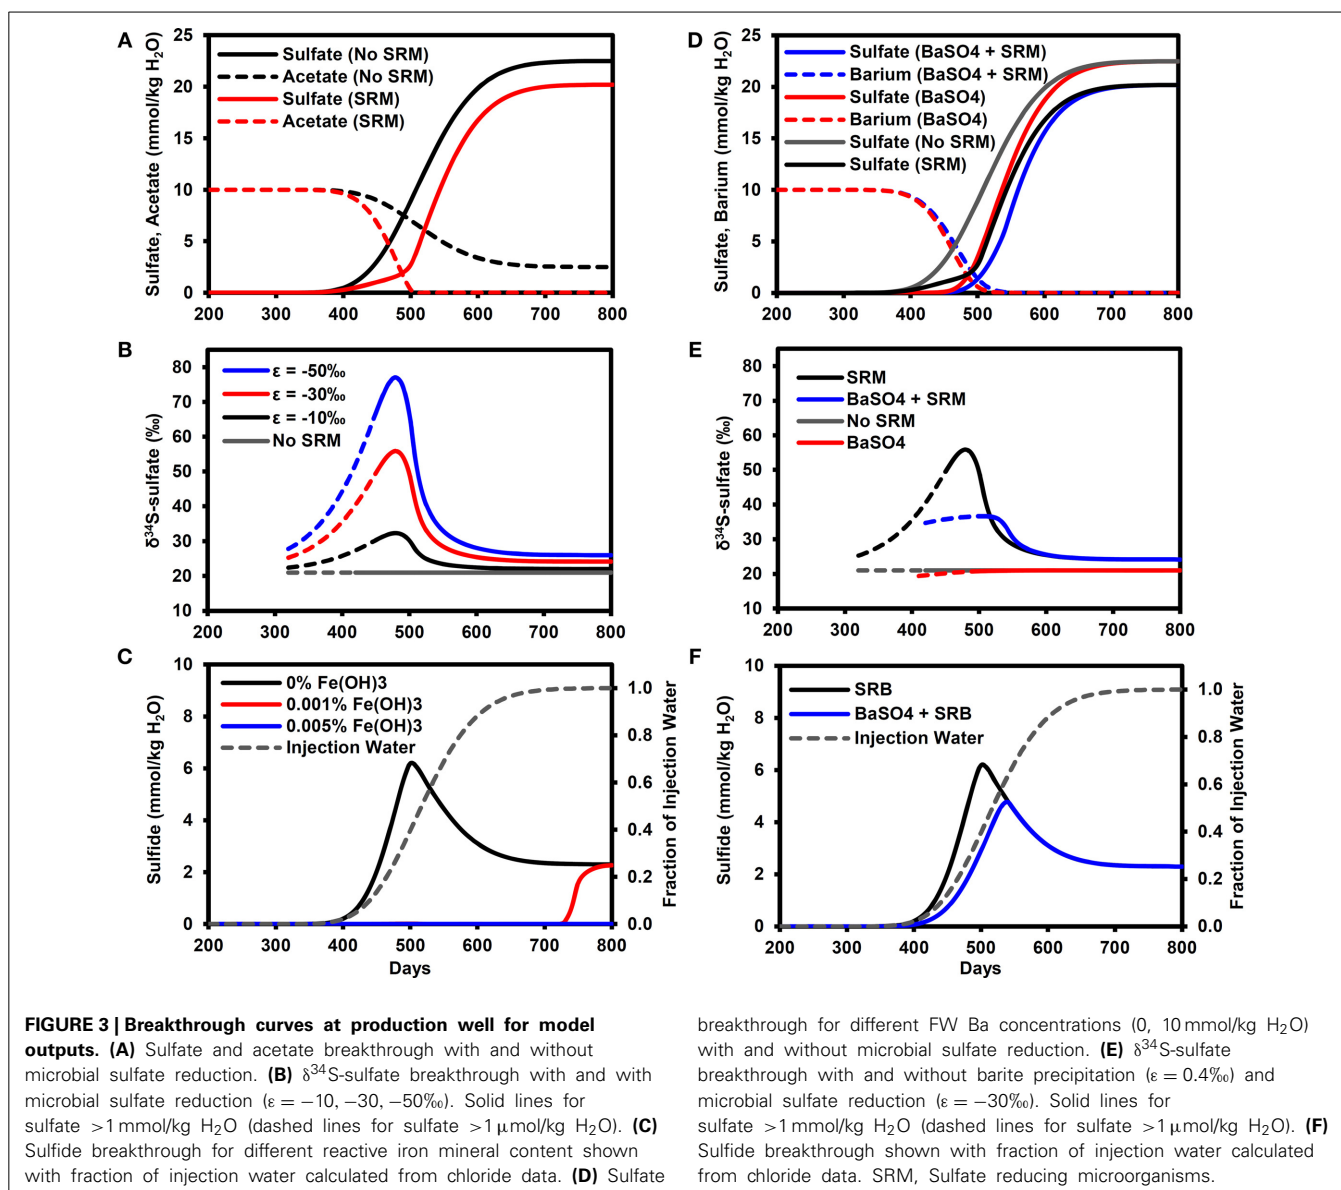 A
25
20
15
10
5
0
Sulfate, Acetate (mmol/kg H2O)
Sulfate (No SRM)
Acetate (No SRM)
Sulfate (SRM)
Acetate (SRM)
200 300 400 500 600 700 800
D
25
20
15
10
5
0
Sulfate, Barium (mmol/kg H2O)
Sulfate (BaSO4 + SRM)
Barium (BaSO4 + SRM)
Sulfate (BaSO4)
Barium (BaSO4)
Sulfate (No SRM)
Sulfate (SRM)
200 300 400 500 600 700 800
B
80
70
60
50
40
30
20
10
δ34S-sulfate (‰)
ε = -50‰
ε = -30‰
ε = -10‰
No SRM
200 300 400 500 600 700 800
E
80
70
60
50
40
30
20
10
δ34S-sulfate (‰)
SRM
BaSO4 + SRM
No SRM
BaSO4
200 300 400 500 600 700 800
C
10
8
6
4
2
0
Sulfide (mmol/kg H2O)
0% Fe(OH)3
0.001% Fe(OH)3
0.005% Fe(OH)3
Injection Water
1.0
0.8
0.6
0.4
0.2
0.0
Fraction of Injection Water
200 300 400 500 600 700 800
Days
F
10
8
6
4
2
0
Sulfide (mmol/kg H2O)
SRB
BaSO4 + SRB
Injection Water
1.0
0.8
0.6
0.4
0.2
0.0
Fraction of Injection Water
200 300 400 500 600 700 800
Days
FIGURE 3 | Breakthrough curves at production well for model
outputs. (A) Sulfate and acetate breakthrough with and without
microbial sulfate reduction. (B) δ34S-sulfate breakthrough with and with
microbial sulfate reduction (ε = −10, −30, −50‰). Solid lines for
sulfate >1 mmol/kg H2O (dashed lines for sulfate >1 μmol/kg H2O). (C)
Sulfide breakthrough for different reactive iron mineral content shown
with fraction of injection water calculated from chloride data. (D) Sulfate
breakthrough for different FW Ba concentrations (0, 10 mmol/kg H2O)
with and without microbial sulfate reduction. (E) δ34S-sulfate
breakthrough with and without barite precipitation (ε = 0.4‰) and
microbial sulfate reduction (ε = −30‰). Solid lines for
sulfate >1 mmol/kg H2O (dashed lines for sulfate >1 μmol/kg H2O). (F)
Sulfide breakthrough shown with fraction of injection water calculated
from chloride data. SRM, Sulfate reducing microorganisms.